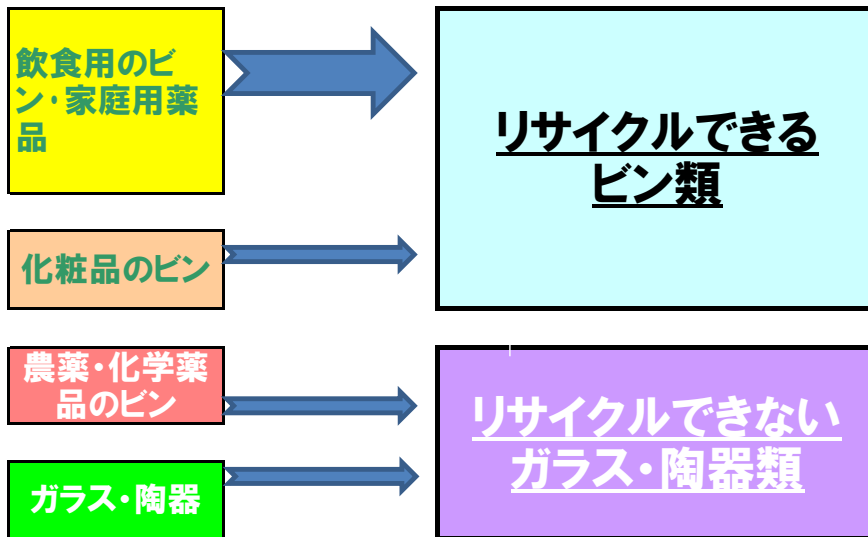 飲食用のビ
ン・家庭用薬
品
リサイクルできる
ビン類
化粧品のビン
農薬・化学薬
品のビン
リサイクルできない
ガラス・陶器類
ガラス・陶器